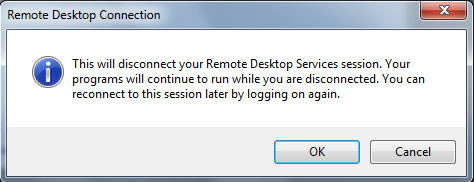 Remote Desktop Connection
This will disconnect your Remote Desktop Services session. Your
programs will continue to run while you are disconnected. You can
reconnect to this session later by logging on again.
OK
Cancel